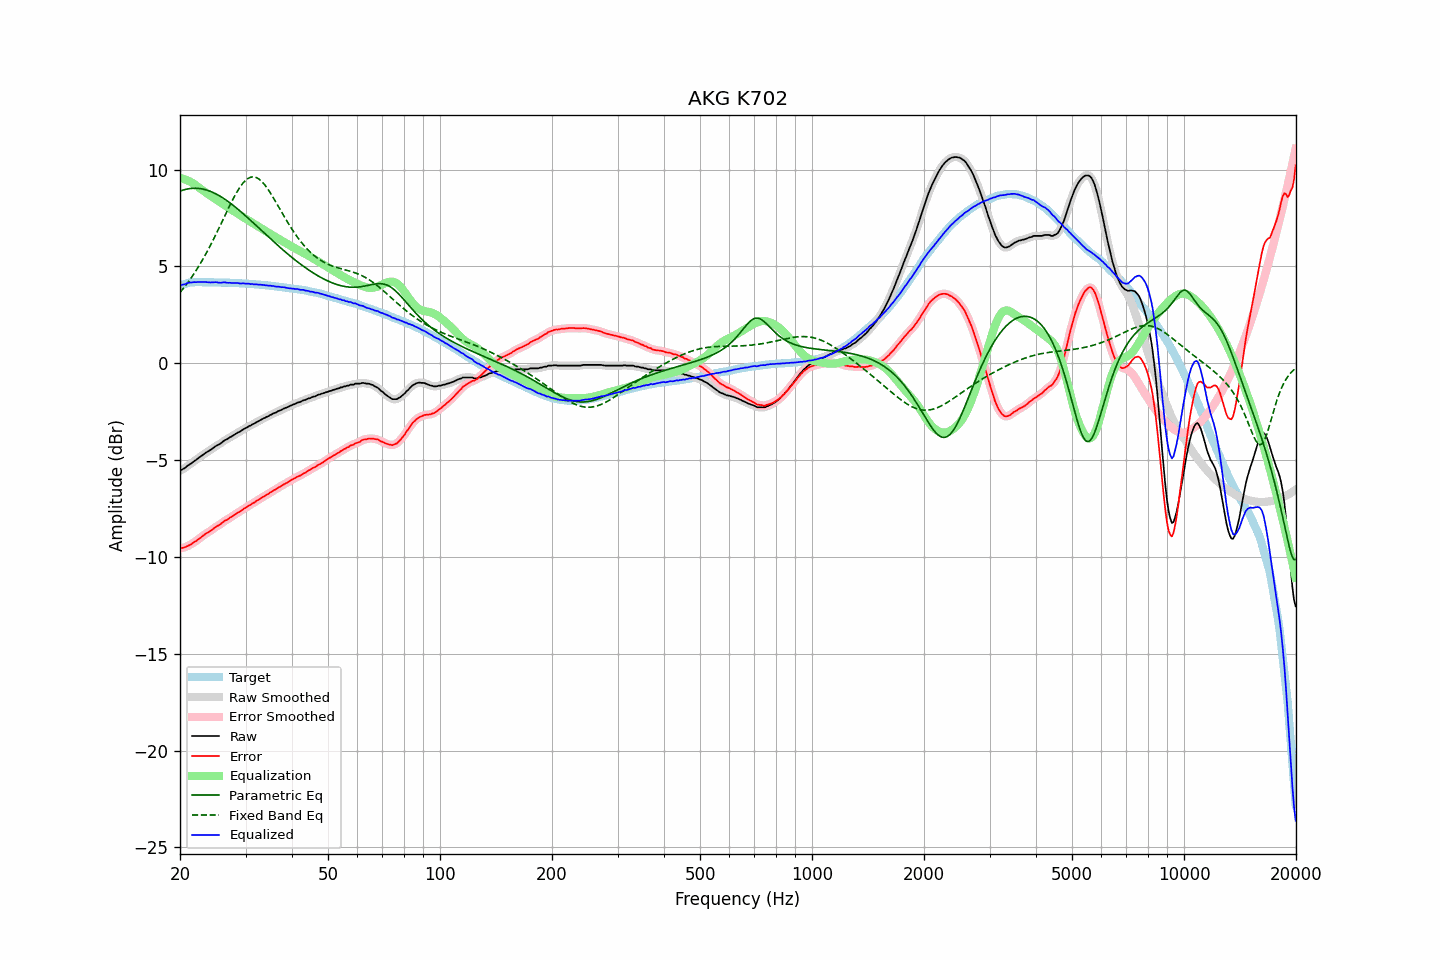 AKG K702
10
5
0
−5
−10
−15
−20
−25
Amplitude (dBr)
Target
Raw Smoothed
Error Smoothed
Raw
Error
Equalization
Parametric Eq
Fixed Band Eq
Equalized
20 50 100 200 500 1000 2000 5000 10000 20000
Frequency (Hz)